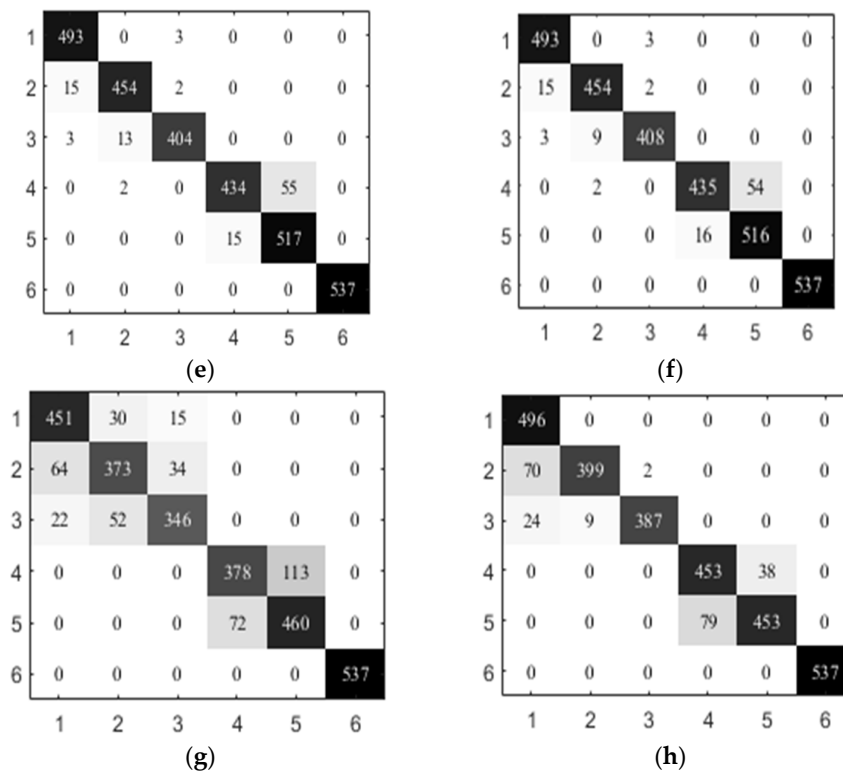 1 493 0 3 0 0 0
2 15 454 2 0 0 0
3 3 13 404 0 0 0
4 0 2 0 434 55 0
5 0 0 0 15 517 0
6 0 0 0 0 0 537
1 2 3 4 5 6
(e)
1 493 0 3 0 0 0
2 15 454 2 0 0 0
3 3 9 408 0 0 0
4 0 2 0 435 54 0
5 0 0 0 16 516 0
6 0 0 0 0 0 537
1 2 3 4 5 6
(f)
1 451 30 15 0 0 0
2 64 373 34 0 0 0
3 22 52 346 0 0 0
4 0 0 0 378 113 0
5 0 0 0 72 460 0
6 0 0 0 0 0 537
1 2 3 4 5 6
(g)
1 496 0 0 0 0 0
2 70 399 2 0 0 0
3 24 9 387 0 0 0
4 0 0 0 453 38 0
5 0 0 0 79 453 0
6 0 0 0 0 0 537
1 2 3 4 5 6
(h)